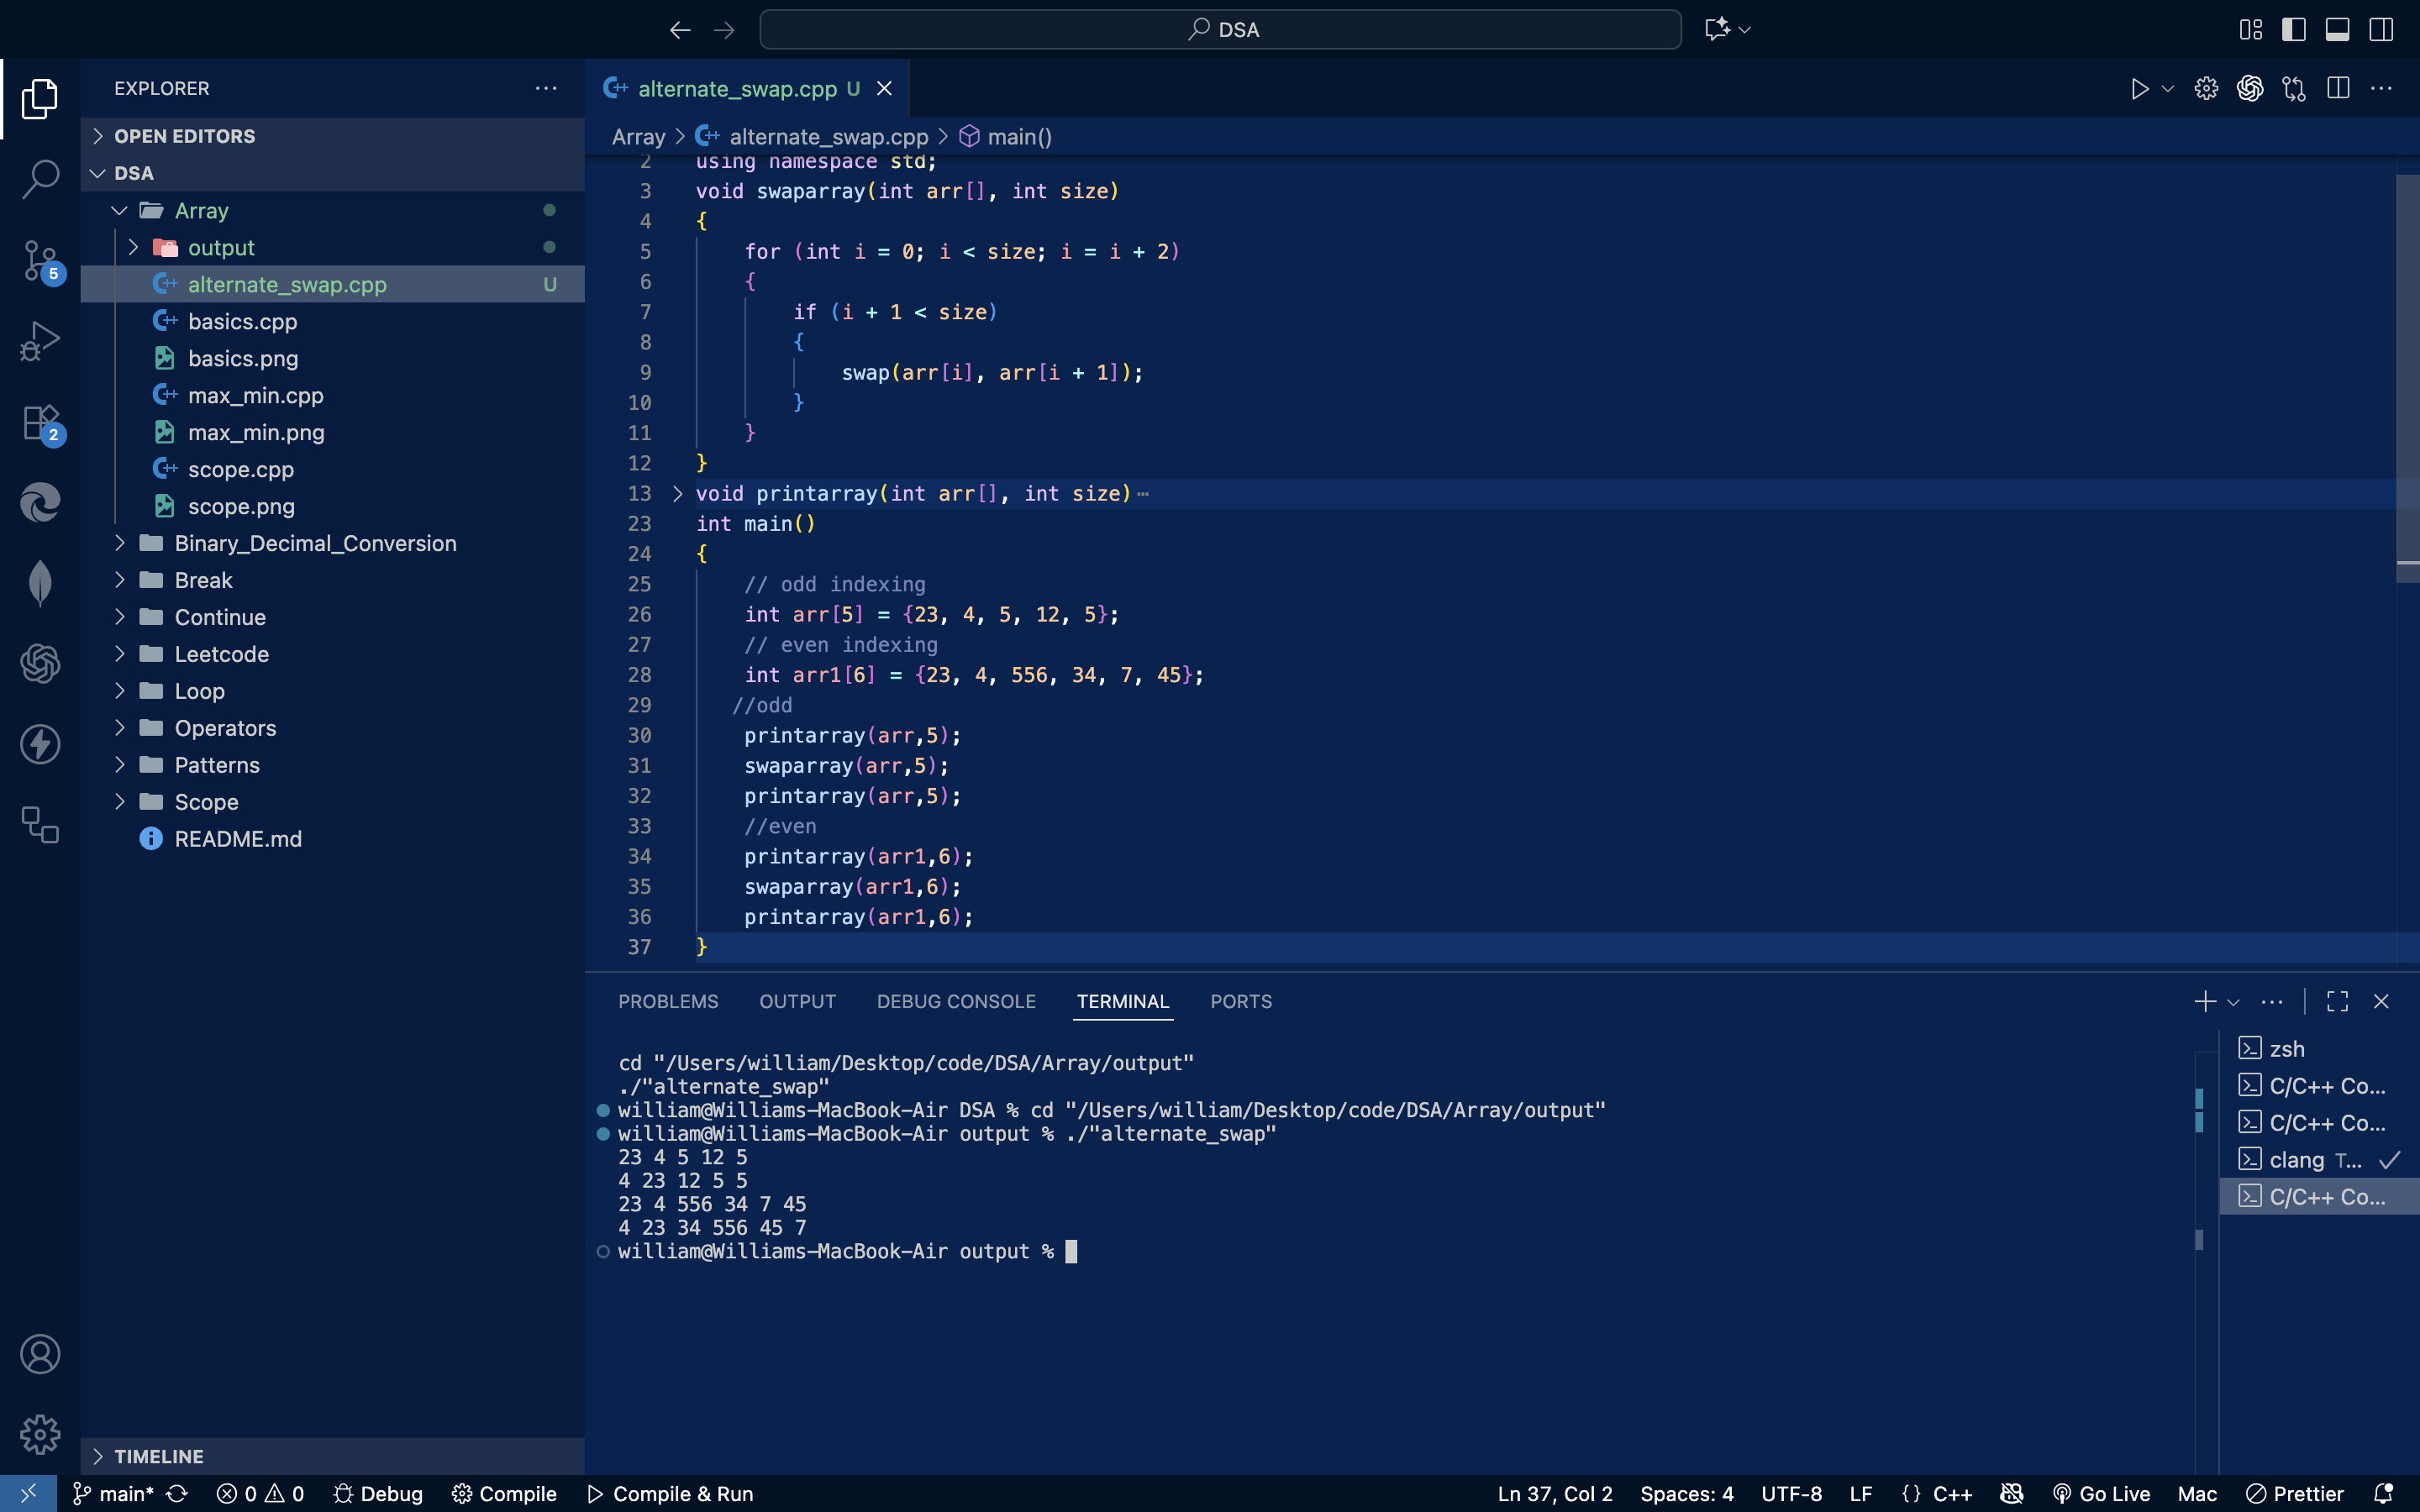 DSA
EXPLORER
OPEN EDITORS
DSA
Array
output
alternate_swap.cpp U
basics.cpp
basics.png
max_min.cpp
max_min.png
scope.cpp
scope.png
Binary_Decimal_Conversion
Break
Continue
Leetcode
Loop
Operators
Patterns
Scope
README.md
TIMELINE
5
2
alternate_swap.cpp U
Array > alternate_swap.cpp > main()
2 using namespace std;
3 void swaparray(int arr[], int size)
4 {
5 for (int i = 0; i < size; i = i + 2)
6 {
7 if (i + 1 < size)
8 {
9 swap(arr[i], arr[i + 1]);
10 }
11 }
12 }
13 void printarray(int arr[], int size) ⋯
23 int main()
24 {
25 // odd indexing
26 int arr[5] = {23, 4, 5, 12, 5};
27 // even indexing
28 int arr1[6] = {23, 4, 556, 34, 7, 45};
29 //odd
30 printarray(arr,5);
31 swaparray(arr,5);
32 printarray(arr,5);
33 //even
34 printarray(arr1,6);
35 swaparray(arr1,6);
36 printarray(arr1,6);
37 }
PROBLEMS OUTPUT DEBUG CONSOLE TERMINAL PORTS
cd "/Users/william/Desktop/code/DSA/Array/output"
./"alternate_swap"
william@Williams-MacBook-Air DSA % cd "/Users/william/Desktop/code/DSA/Array/output"
william@Williams-MacBook-Air output % ./"alternate_swap"
23 4 5 12 5
4 23 12 5 5
23 4 556 34 7 45
4 23 34 556 45 7
william@Williams-MacBook-Air output %
zsh
C/C++ Co...
C/C++ Co...
clang T...
C/C++ Co...
main* 0 0 Debug Compile Compile & Run Ln 37, Col 2 Spaces: 4 UTF-8 LF {} C++ Go Live Mac Prettier